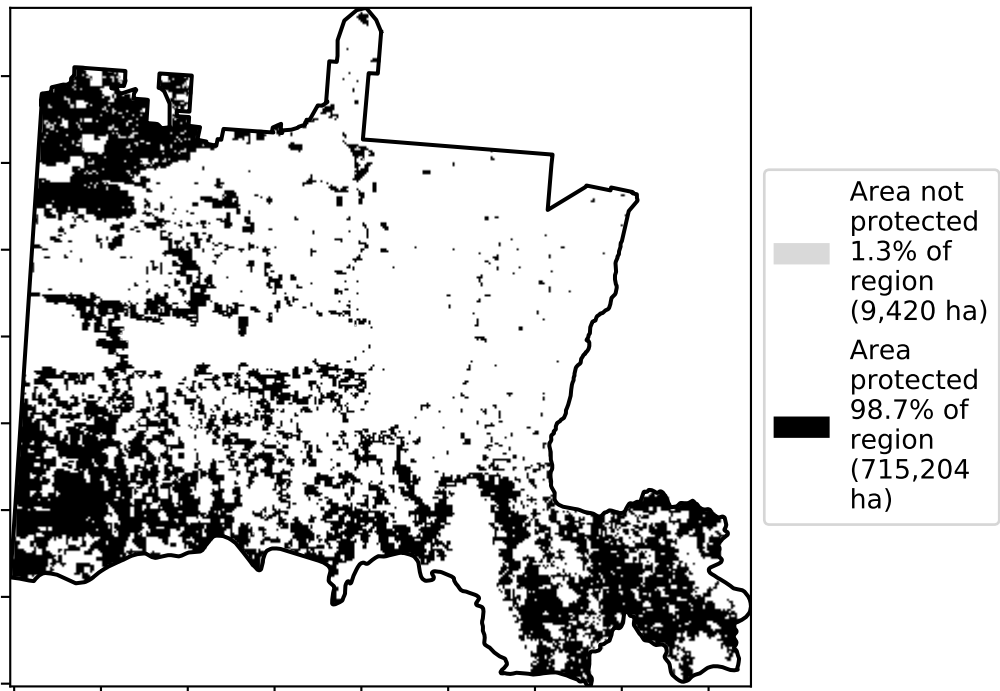 Area not
protected
1.3% of
region
(9,420 ha)
Area
protected
98.7% of
region
(715,204
ha)